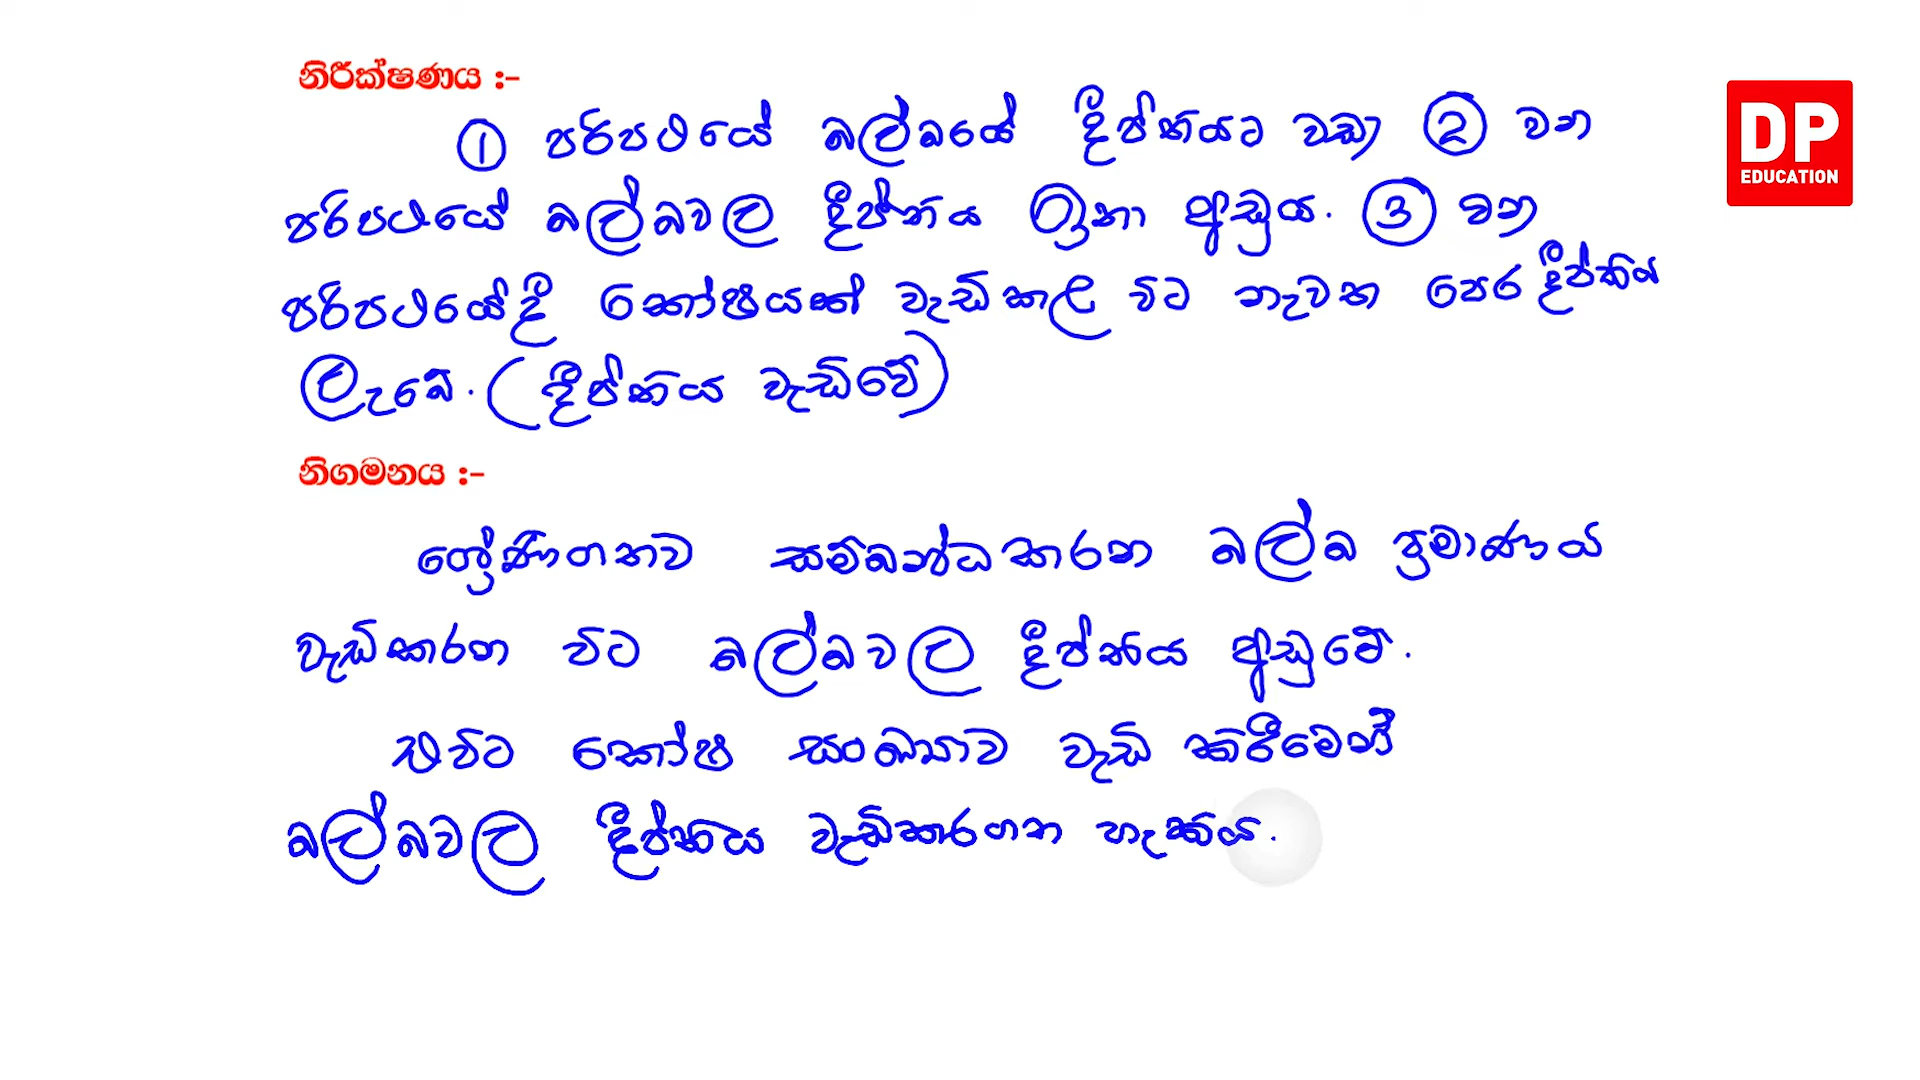 නිරීක්ෂණය :-
① පරිපථයේ බල්බයේ දීප්තියට වඩා ② වන
පරිපථයේ බල්බවල දීප්තිය ඉතා අඩුය. ③ වන
පරිපථයේදී කෝෂයක් වැඩිකල විට නැවත පෙර දීප්තිය
ලැබේ. (දීප්තිය වැඩිවේ)
නිගමනය :-
ශ්‍රේණිගතව සම්බන්ධකරන බල්බ ප්‍රමාණය
වැඩිකරන විට බල්බවල දීප්තිය අඩුවේ.
එවිට කෝෂ සංඛ්‍යාව වැඩි කිරීමෙන්
බල්බවල දීප්තිය වැඩිකරගත හැකිය.
DP
EDUCATION